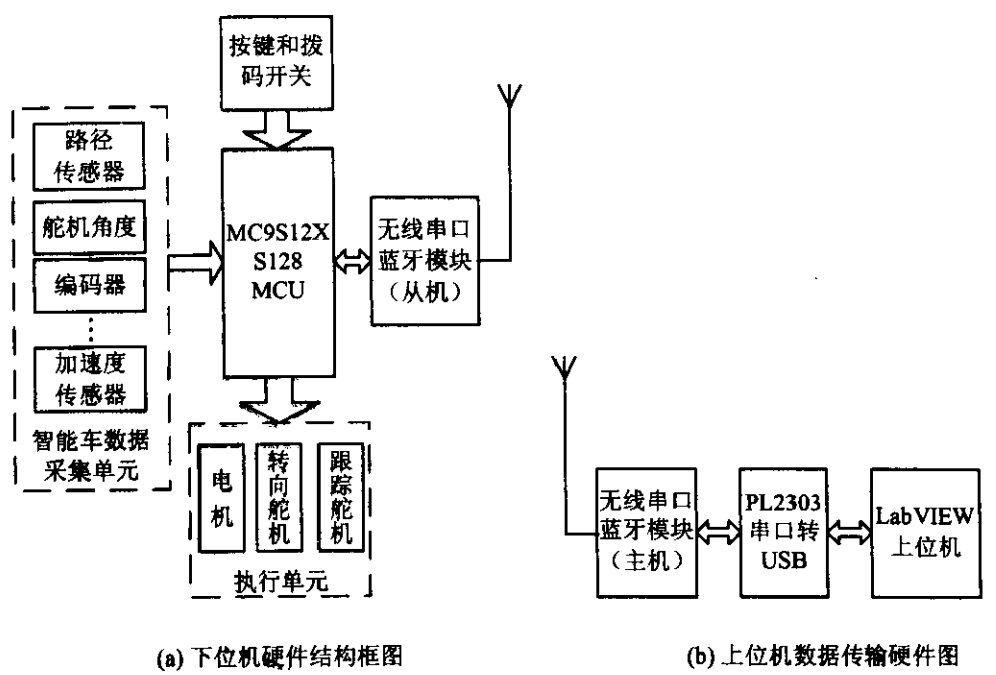 按键和拨
码开关
路径
传感器
舵机角度
编码器
加速度
传感器
智能车数据
采集单元
MC9S12X
S128
MCU
无线串口
蓝牙模块
（从机）
电
机
转
向
舵
机
跟
踪
舵
机
执行单元
(a) 下位机硬件结构框图
无线串口
蓝牙模块
（主机）
PL2303
串口转
USB
LabVIEW
上位机
(b) 上位机数据传输硬件图